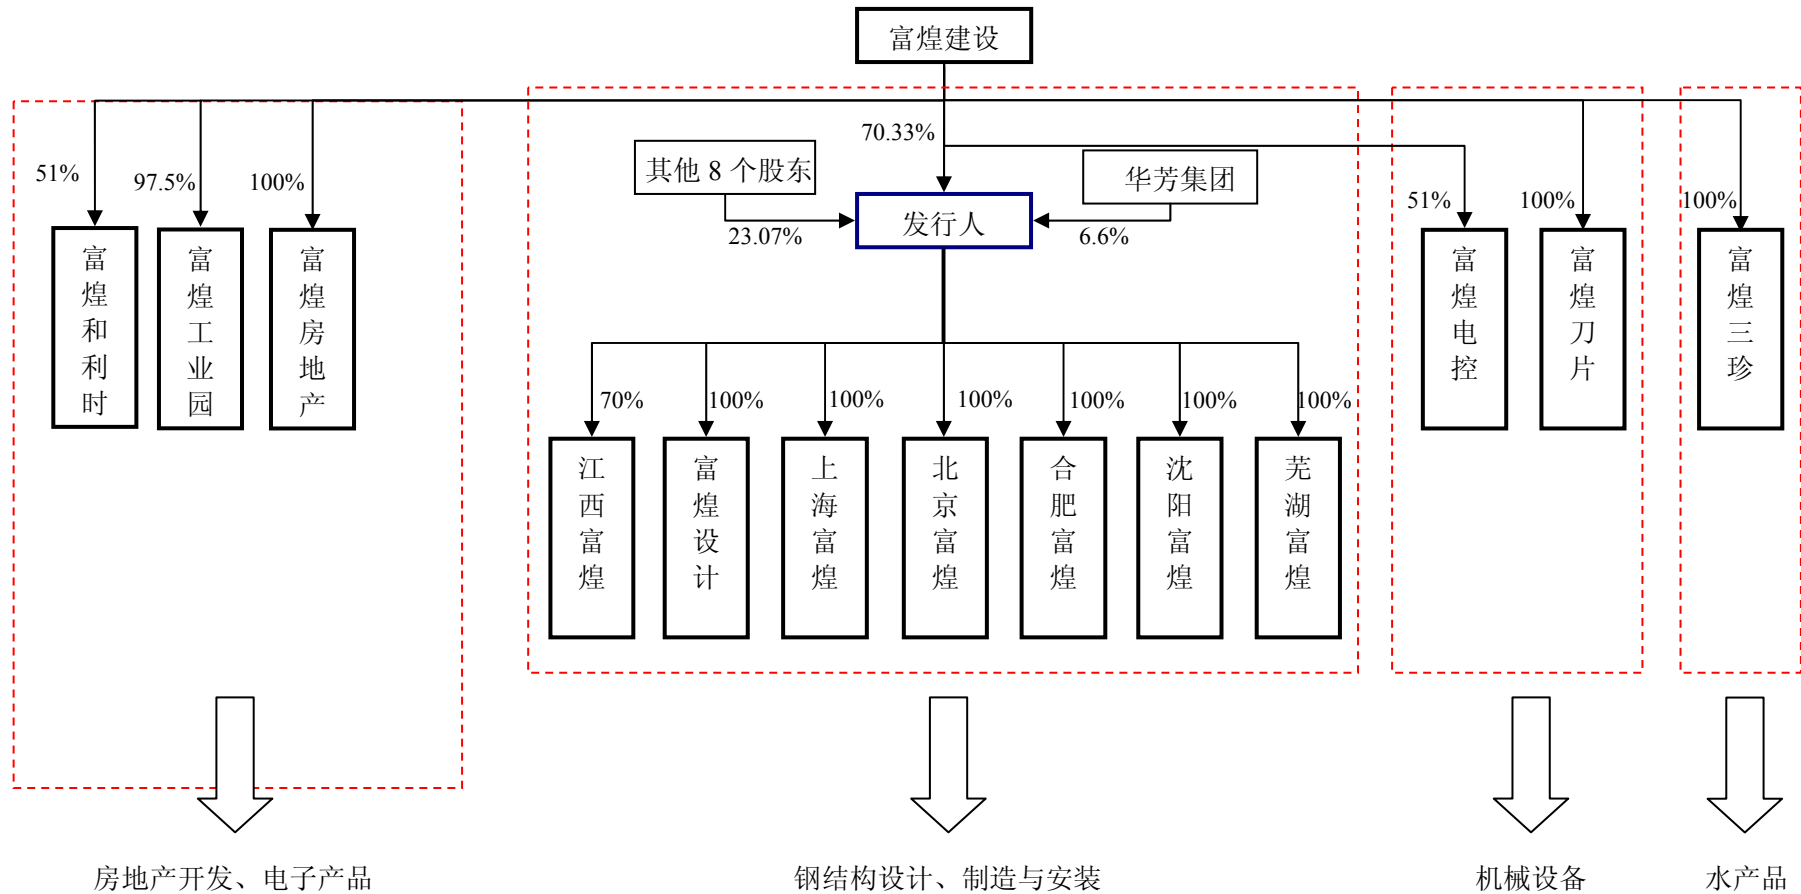 富煌建设
70.33%
其他 8 个股东
华芳集团
51%
97.5%
100%
51%
100%
100%
发行人
23.07%
6.6%
富煌和利时
富煌工业园
富煌房地产
富煌电控
富煌刀片
富煌三珍
70%
100%
100%
100%
100%
100%
100%
江西富煌
富煌设计
上海富煌
北京富煌
合肥富煌
沈阳富煌
芜湖富煌
房地产开发、电子产品
钢结构设计、制造与安装
机械设备
水产品